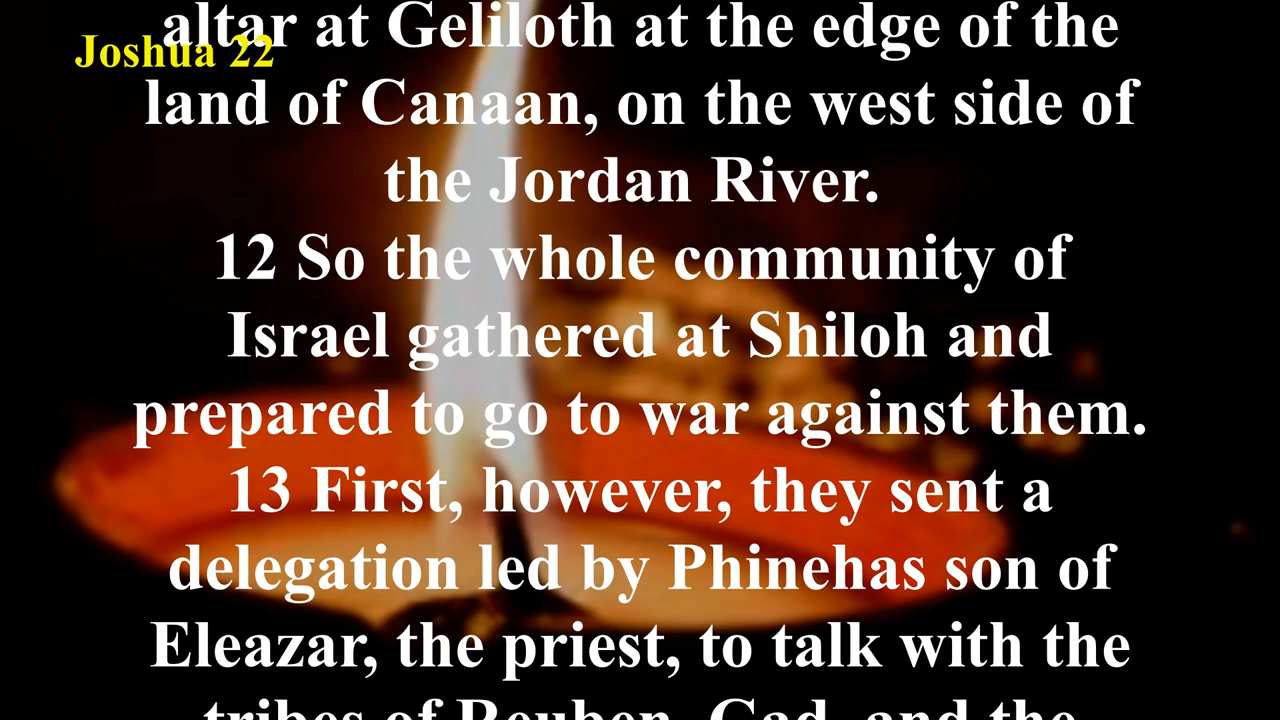 Joshua 22
altar at Geliloth at the edge of the
land of Canaan, on the west side of
the Jordan River.
12 So the whole community of
Israel gathered at Shiloh and
prepared to go to war against them.
13 First, however, they sent a
delegation led by Phinehas son of
Eleazar, the priest, to talk with the
tribes of Reuben, Gad, and the